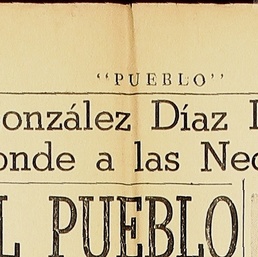 "PUEBLO"
onzález Díaz
onde a las Nec
L PUEBLO